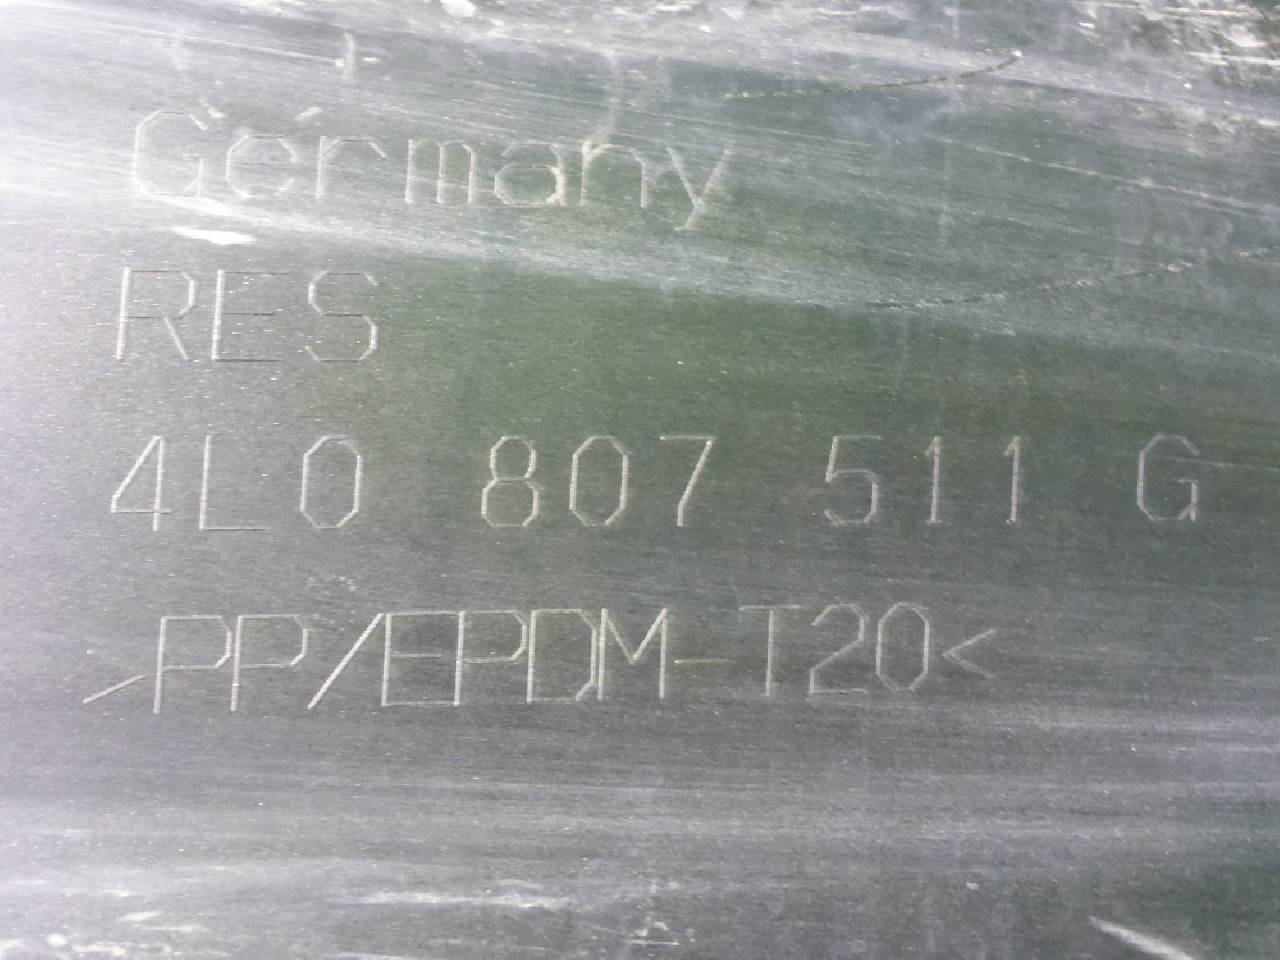 Germany
RES
4L0 807 511 G
>PP/EPDM-T20<